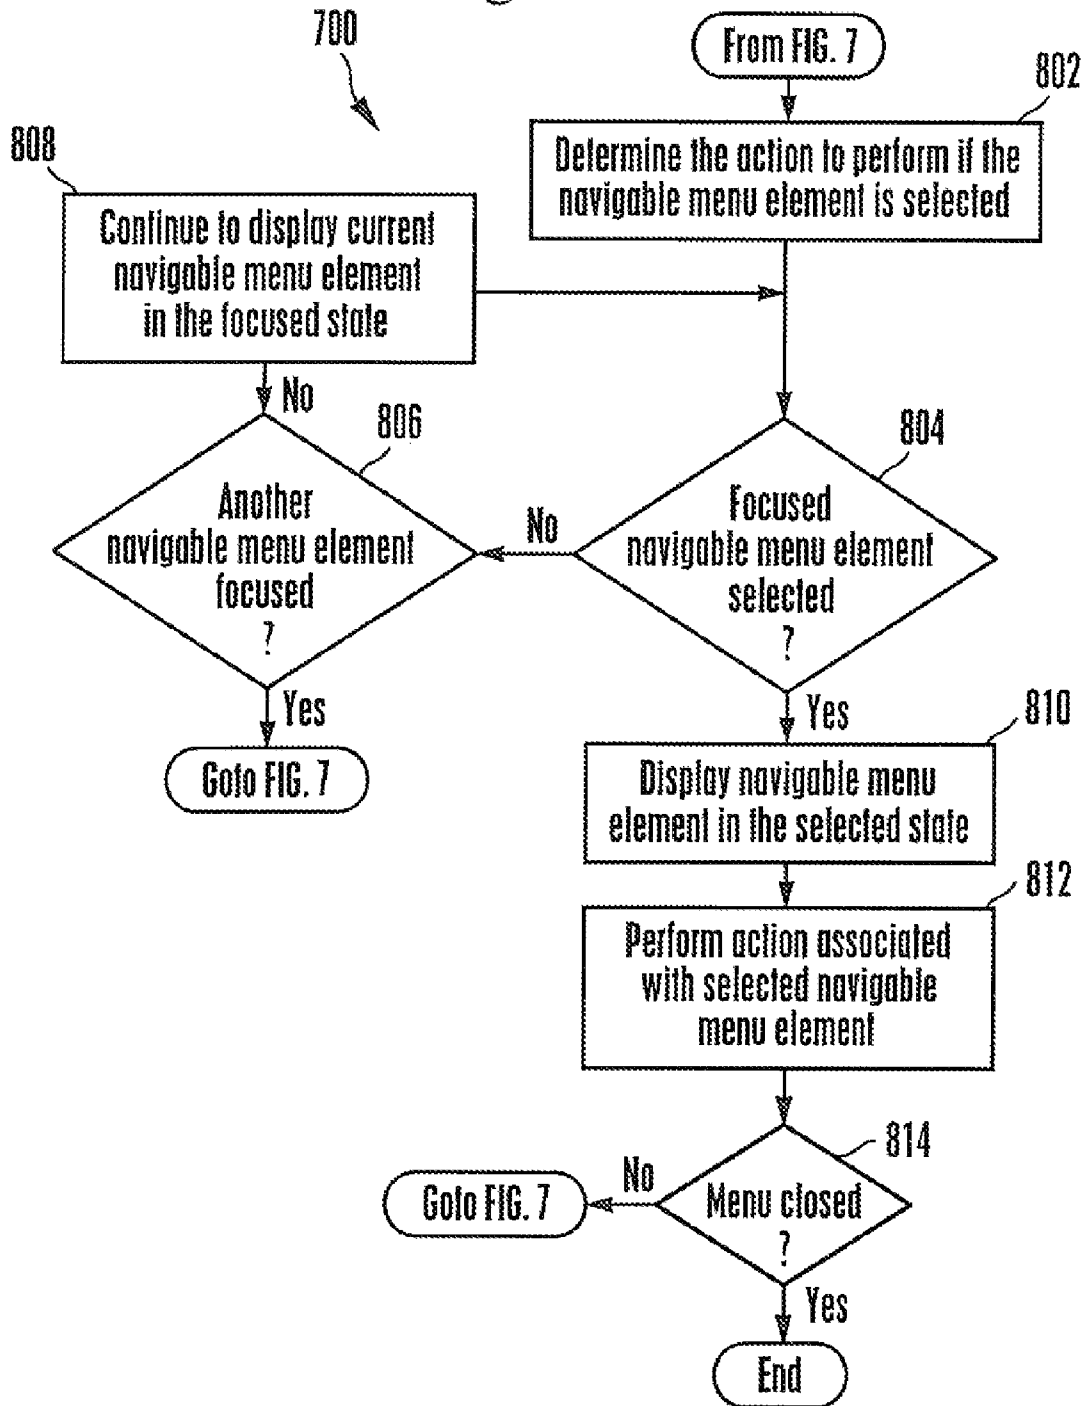 700
From FIG. 7
802
Determine the action to perform if the
navigable menu element is selected
808
Continue to display current
navigable menu element
in the focused state
No
806
Another
navigable menu element
focused
?
Yes
Goto FIG. 7
No
804
Focused
navigable menu element
selected
?
Yes
810
Display navigable menu
element in the selected state
812
Perform action associated
with selected navigable
menu element
814
Menu closed
?
No
Goto FIG. 7
Yes
End